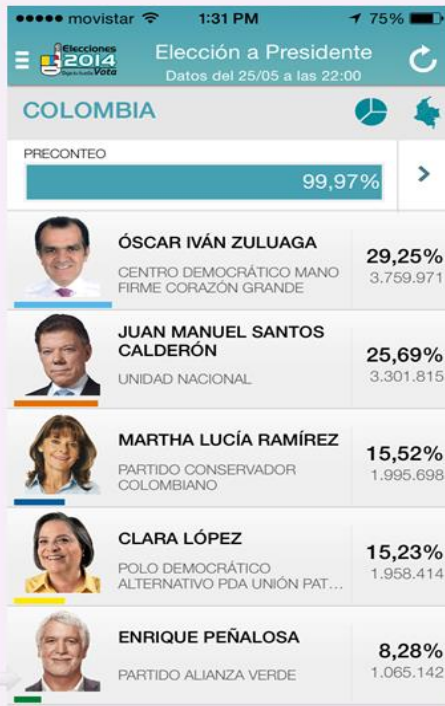 movistar 1:31 PM 75%
Elecciones
2014
Vota
Elección a Presidente
Datos del 25/05 a las 22:00
COLOMBIA
PRECONTEO
99,97%
ÓSCAR IVÁN ZULUAGA
CENTRO DEMOCRÁTICO MANO
FIRME CORAZÓN GRANDE
29,25%
3.759.971
JUAN MANUEL SANTOS
CALDERÓN
UNIDAD NACIONAL
25,69%
3.301.815
MARTHA LUCÍA RAMÍREZ
PARTIDO CONSERVADOR
COLOMBIANO
15,52%
1.995.698
CLARA LÓPEZ
POLO DEMOCRÁTICO
ALTERNATIVO PDA UNIÓN PAT...
15,23%
1.958.414
ENRIQUE PEÑALOSA
PARTIDO ALIANZA VERDE
8,28%
1.065.142